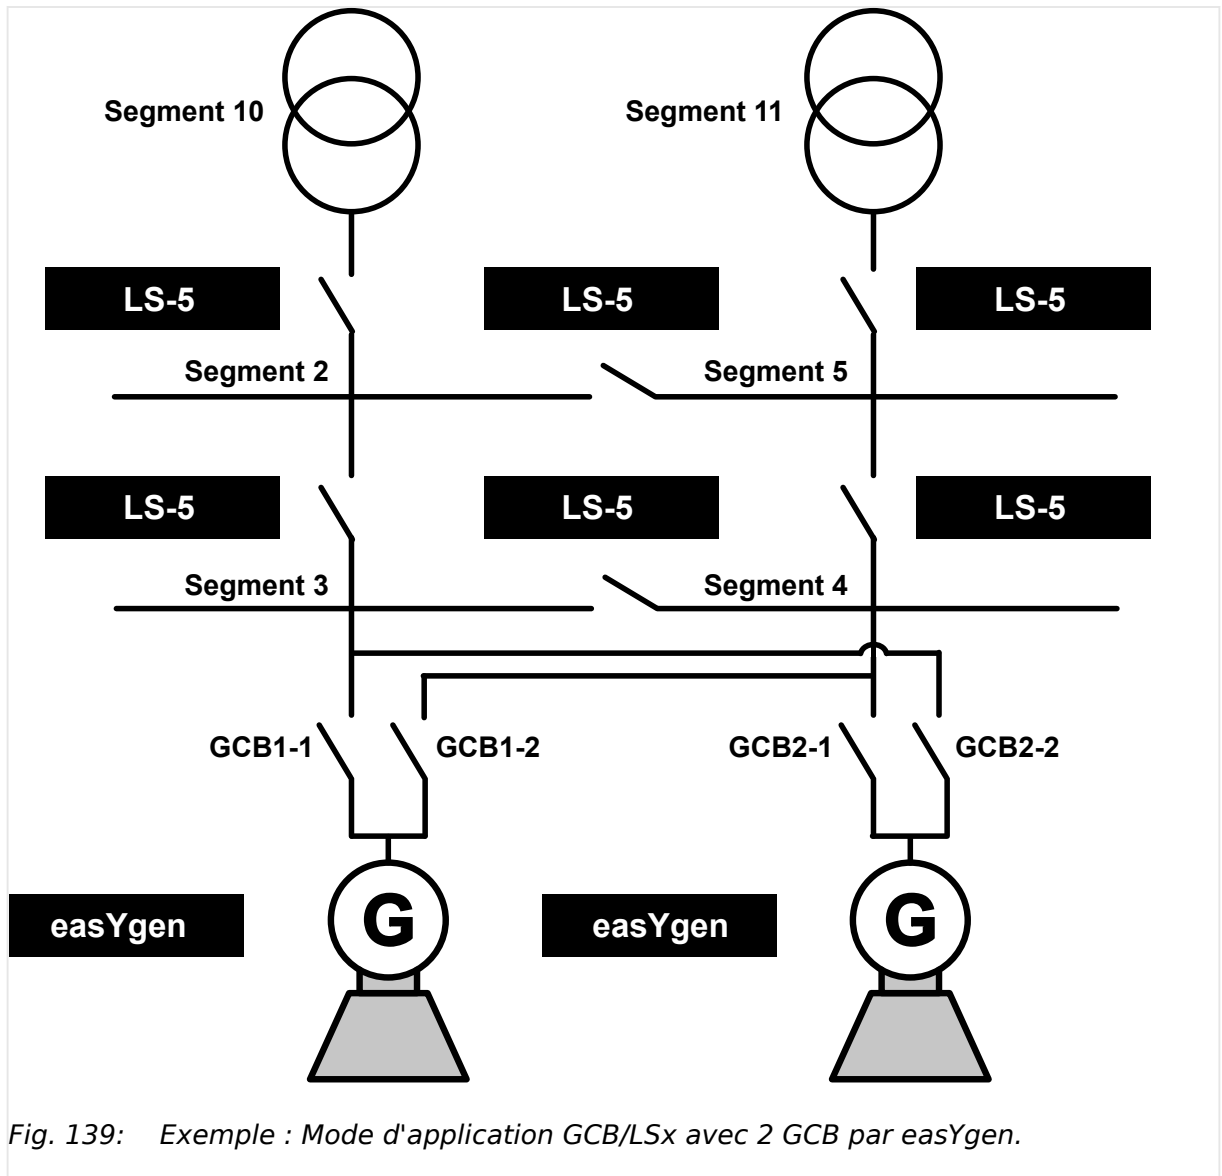 Segment 10
Segment 11
LS-5
LS-5
LS-5
Segment 2
Segment 5
LS-5
LS-5
LS-5
Segment 3
Segment 4
GCB1-1
GCB1-2
GCB2-1
GCB2-2
easYgen
G
easYgen
G
Fig. 139: Exemple : Mode d'application GCB/LSx avec 2 GCB par easYgen.